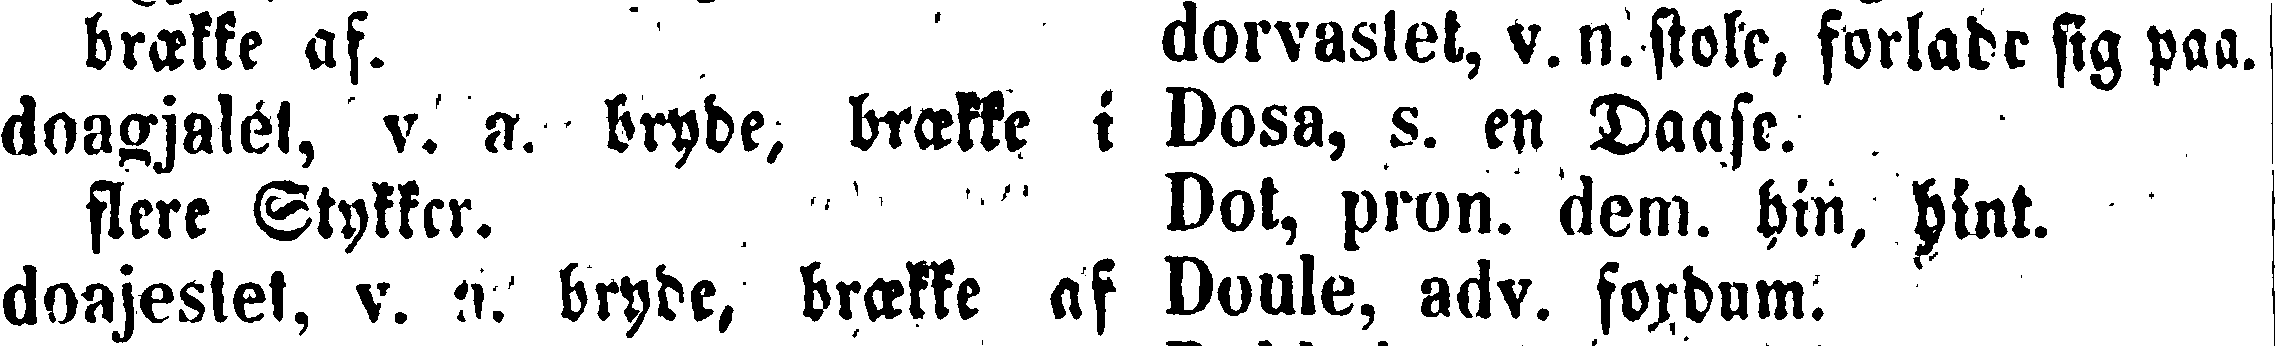 brække af.
doagjalet, v. a. bryde, brække i
flere Stykker.
doajestet, v. a. bryde, brække af
dorvastet, v. n. stole, forlade sig paa.
Dosa, s. en Daase.
Dot, pron. dem. hin, hint.
Doule, adv. fordum.